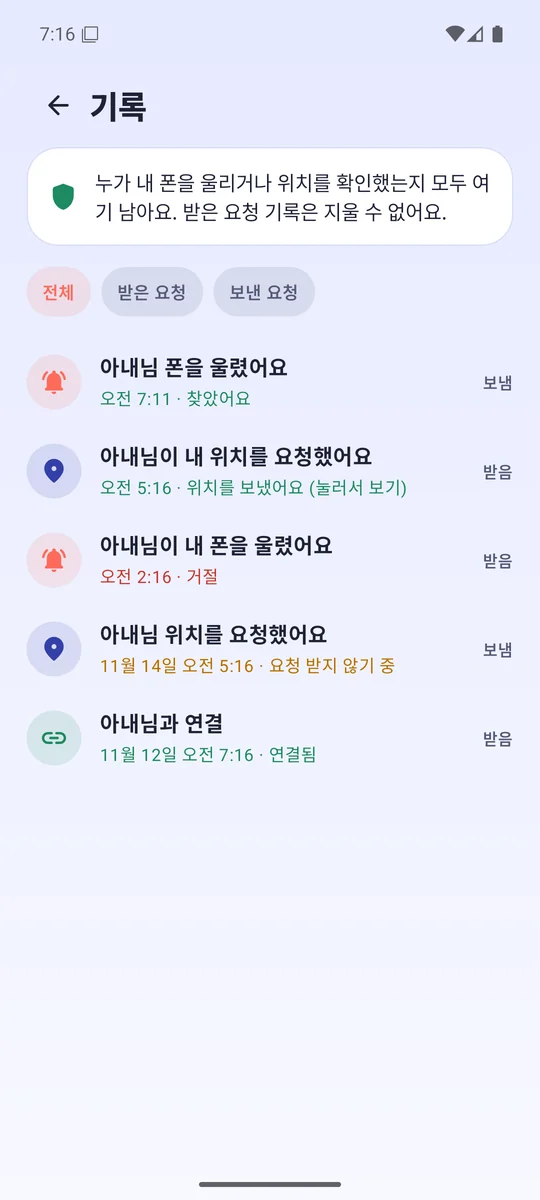 7:16
기록
누가 내 폰을 울리거나 위치를 확인했는지 모두 여
기 남아요. 받은 요청 기록은 지울 수 없어요.
전체 받은 요청 보낸 요청
아내님 폰을 울렸어요
오전 7:11 · 찾았어요
보냄
아내님이 내 위치를 요청했어요
오전 5:16 · 위치를 보냈어요 (눌러서 보기)
받음
아내님이 내 폰을 울렸어요
오전 2:16 · 거절
받음
아내님 위치를 요청했어요
11월 14일 오전 5:16 · 요청 받지 않기 중
보냄
아내님과 연결
11월 12일 오전 7:16 · 연결됨
받음